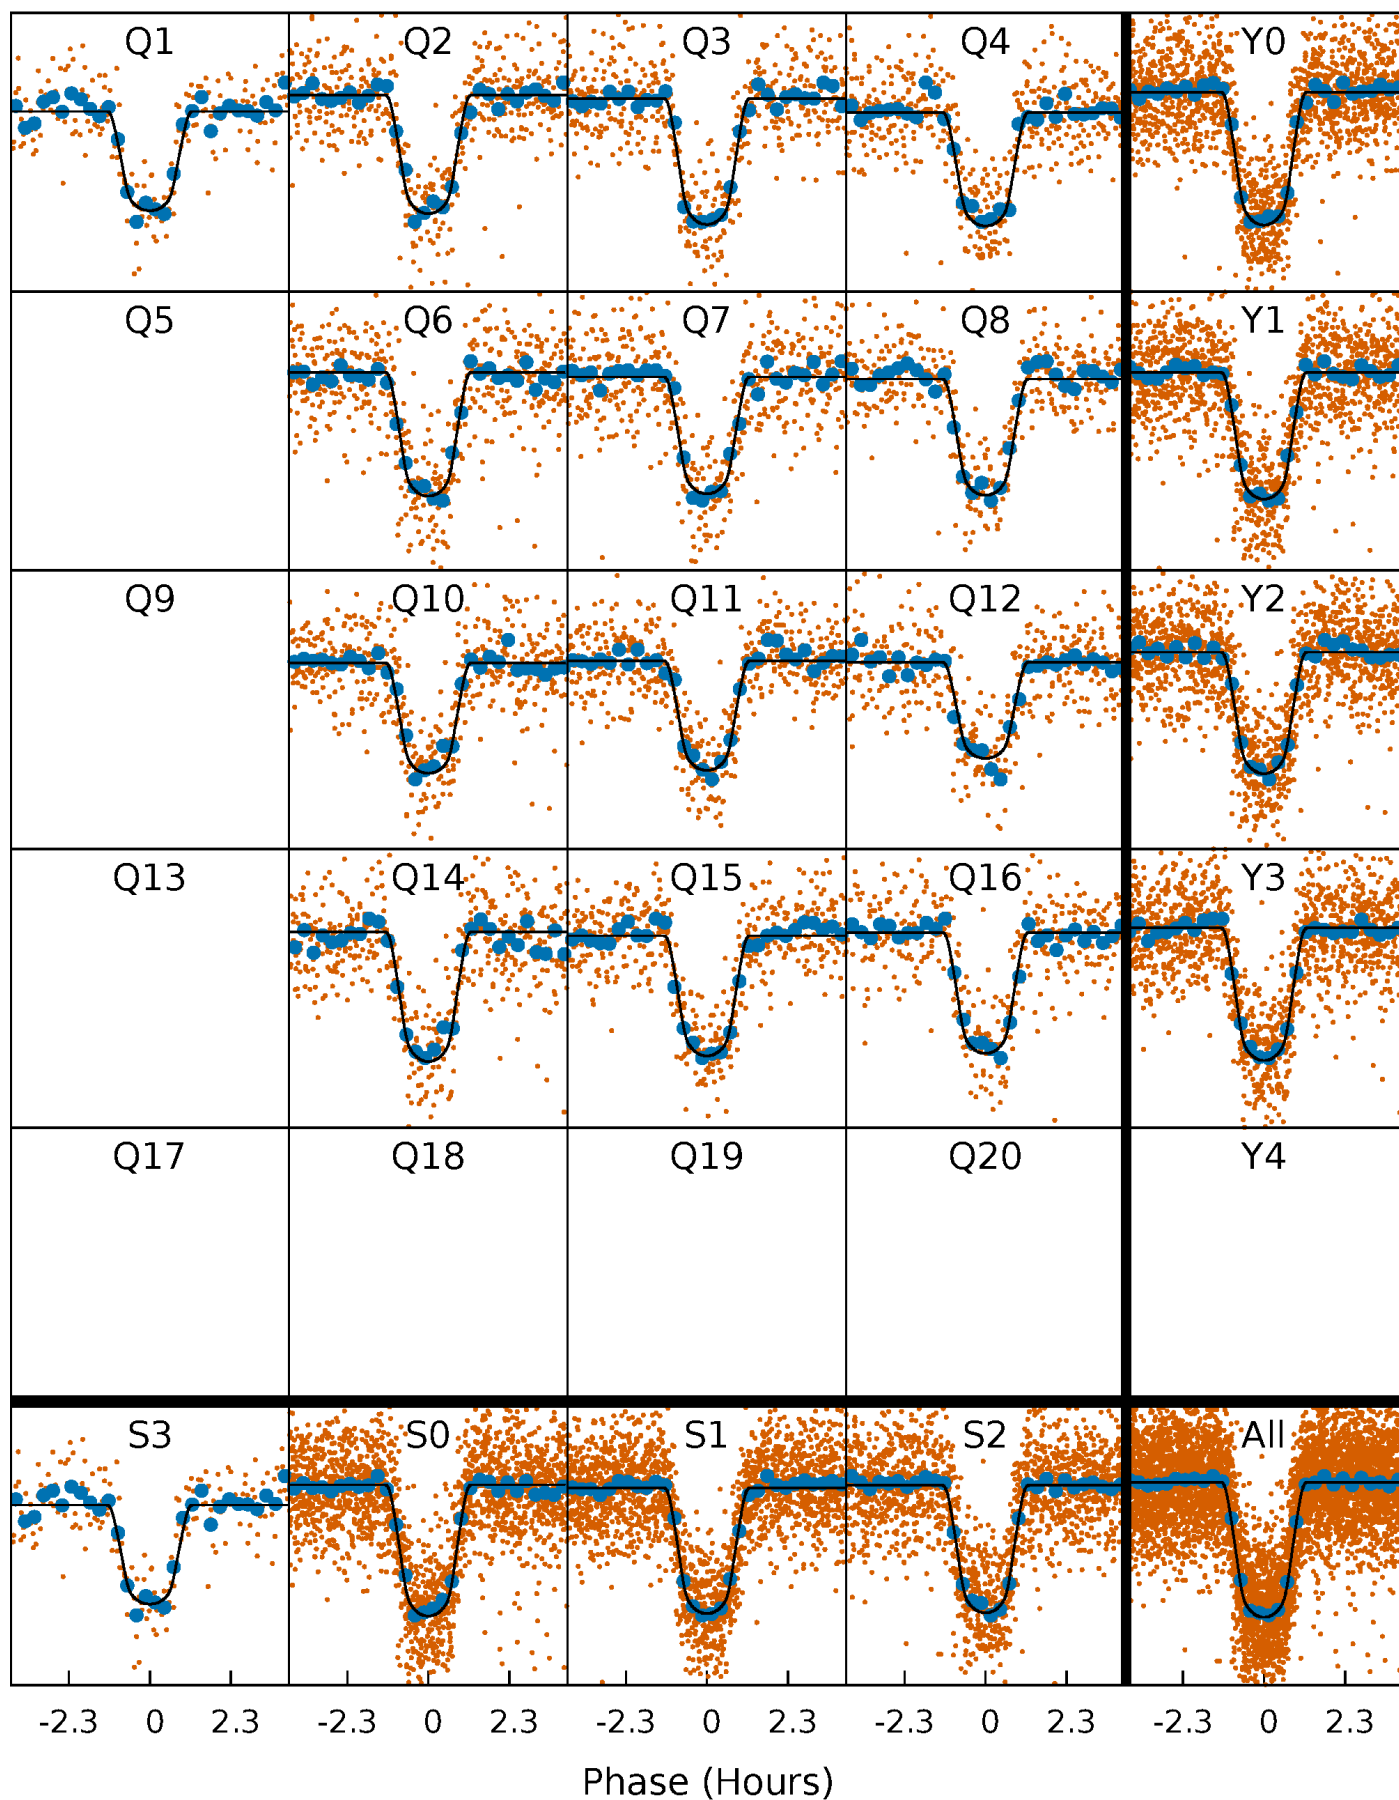 Q1 Q2 Q3 Q4 Y0
Q5 Q6 Q7 Q8 Y1
Q9 Q10 Q11 Q12 Y2
Q13 Q14 Q15 Q16 Y3
Q17 Q18 Q19 Q20 Y4
S3 S0 S1 S2 All
-2.3 0 2.3 -2.3 0 2.3 -2.3 0 2.3 -2.3 0 2.3 -2.3 0 2.3
Phase (Hours)